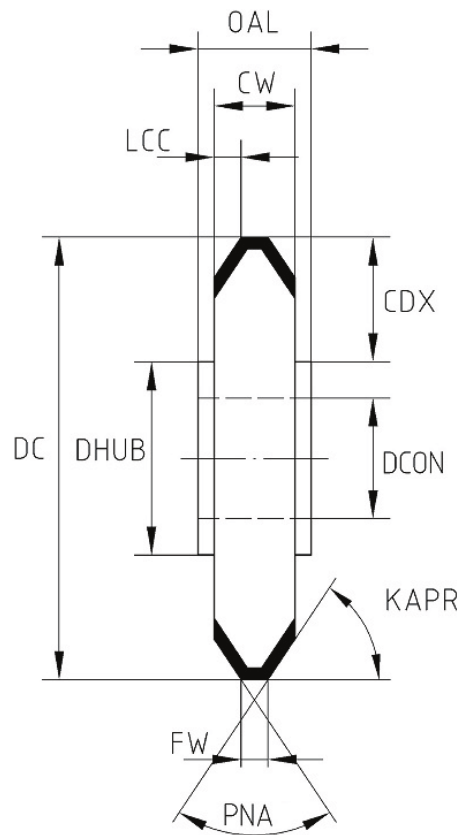 OAL
CW
LCC
CDX
DC
DHUB
DCON
KAPR
FW
PNA